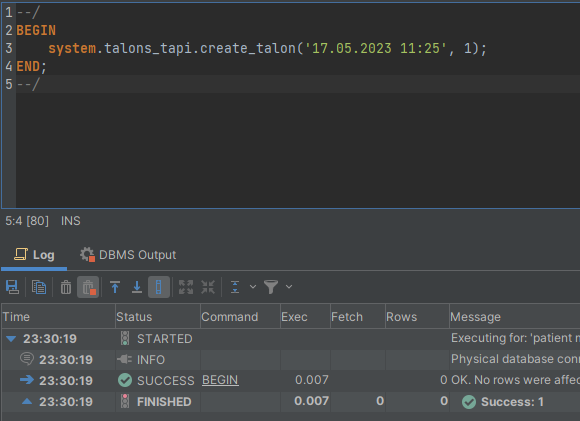 1 --/
2 BEGIN
3 system.talons_tapi.create_talon('17.05.2023 11:25', 1);
4 END;
5 --/
5:4 [80] INS
Log DBMS Output
Time Status Command Exec Fetch Rows Message
23:30:19 STARTED Executing for: 'patient
23:30:19 INFO Physical database
23:30:19 SUCCESS BEGIN 0.007 0 OK. No rows were
23:30:19 FINISHED 0.007 0 0 Success: 1